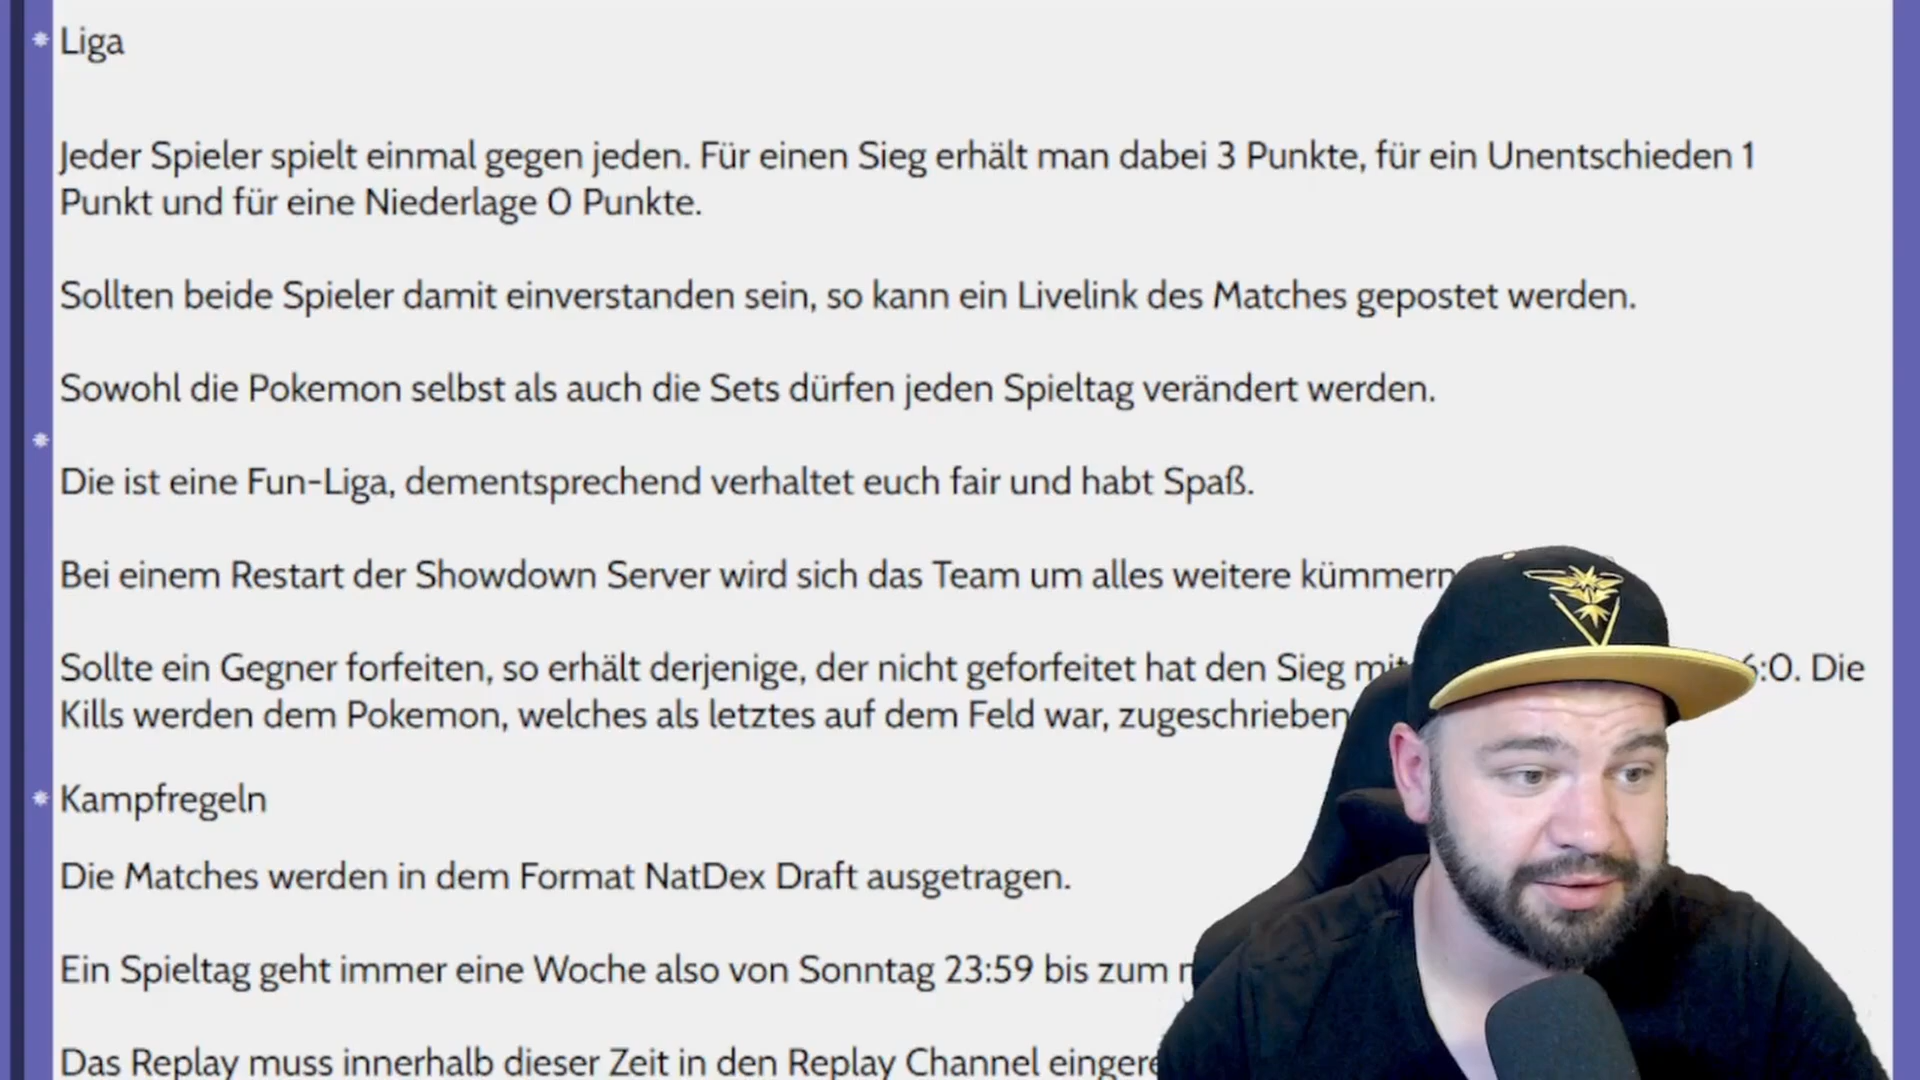 Liga
Jeder Spieler spielt einmal gegen jeden. Für einen Sieg erhält man dabei 3 Punkte, für ein Unentschieden 1
Punkt und für eine Niederlage 0 Punkte.
Sollten beide Spieler damit einverstanden sein, so kann ein Livelink des Matches gepostet werden.
Sowohl die Pokemon selbst als auch die Sets dürfen jeden Spieltag verändert werden.
Die ist eine Fun-Liga, dementsprechend verhaltet euch fair und habt Spaß.
Bei einem Restart der Showdown Server wird sich das Team um alles weitere kümmern
Sollte ein Gegner forfeiten, so erhält derjenige, der nicht geforfeitet hat den Sieg mit 6:0. Die
Kills werden dem Pokemon, welches als letztes auf dem Feld war, zugeschrieben
Kampfregeln
Die Matches werden in dem Format NatDex Draft ausgetragen.
Ein Spieltag geht immer eine Woche also von Sonntag 23:59 bis zum
Das Replay muss innerhalb dieser Zeit in den Replay Channel